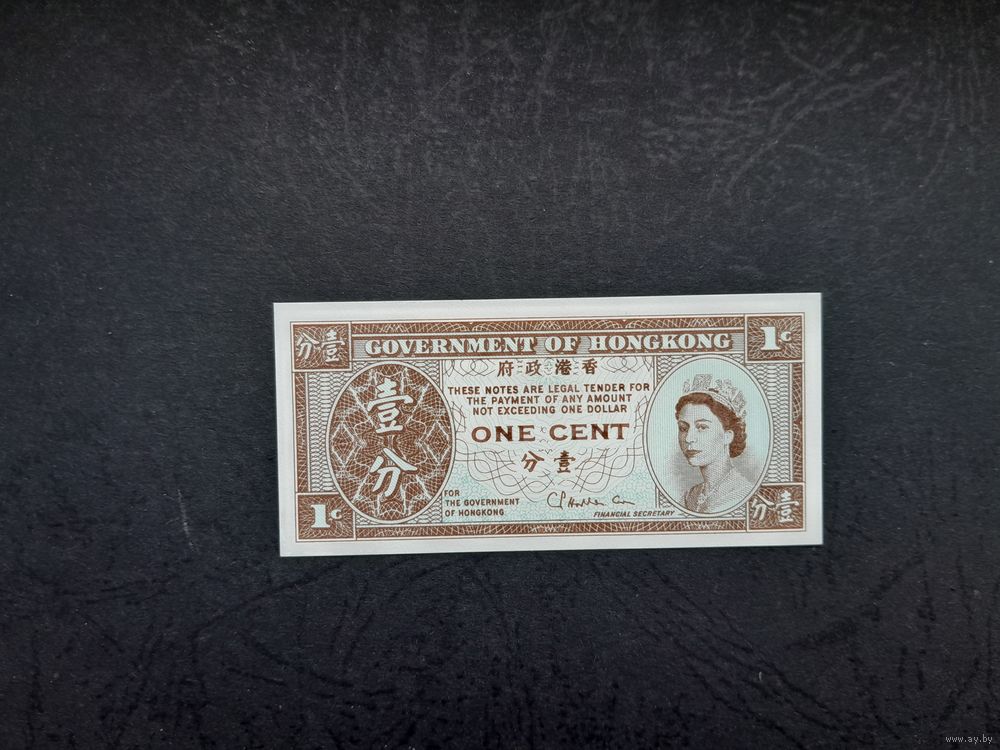 分壹
GOVERNMENT OF HONGKONG
1C
府政港香
THESE NOTES ARE LEGAL TENDER FOR
THE PAYMENT OF ANY AMOUNT
NOT EXCEEDING ONE DOLLAR
壹
分
ONE CENT
分壹
FOR
THE GOVERNMENT
OF HONGKONG
FINANCIAL SECRETARY
1C
分壹
www.ay.by